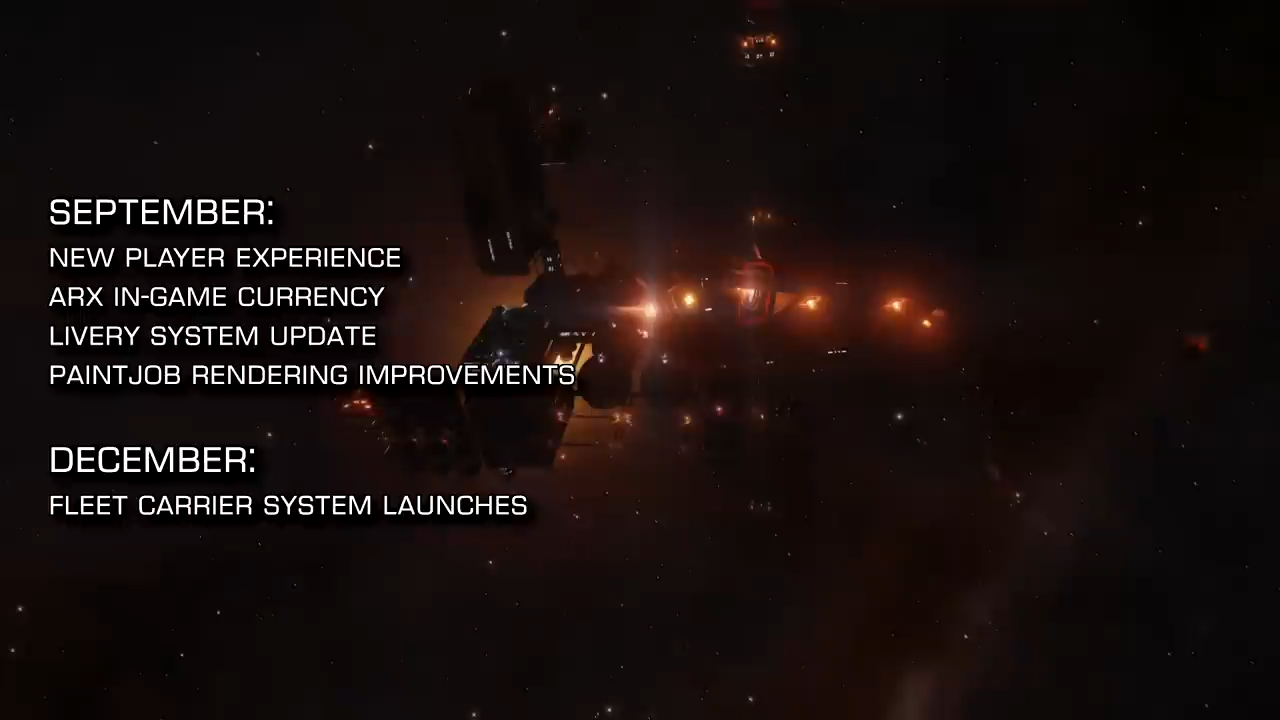 SEPTEMBER:
NEW PLAYER EXPERIENCE
ARX IN-GAME CURRENCY
LIVERY SYSTEM UPDATE
PAINTJOB RENDERING IMPROVEMENTS
DECEMBER:
FLEET CARRIER SYSTEM LAUNCHES